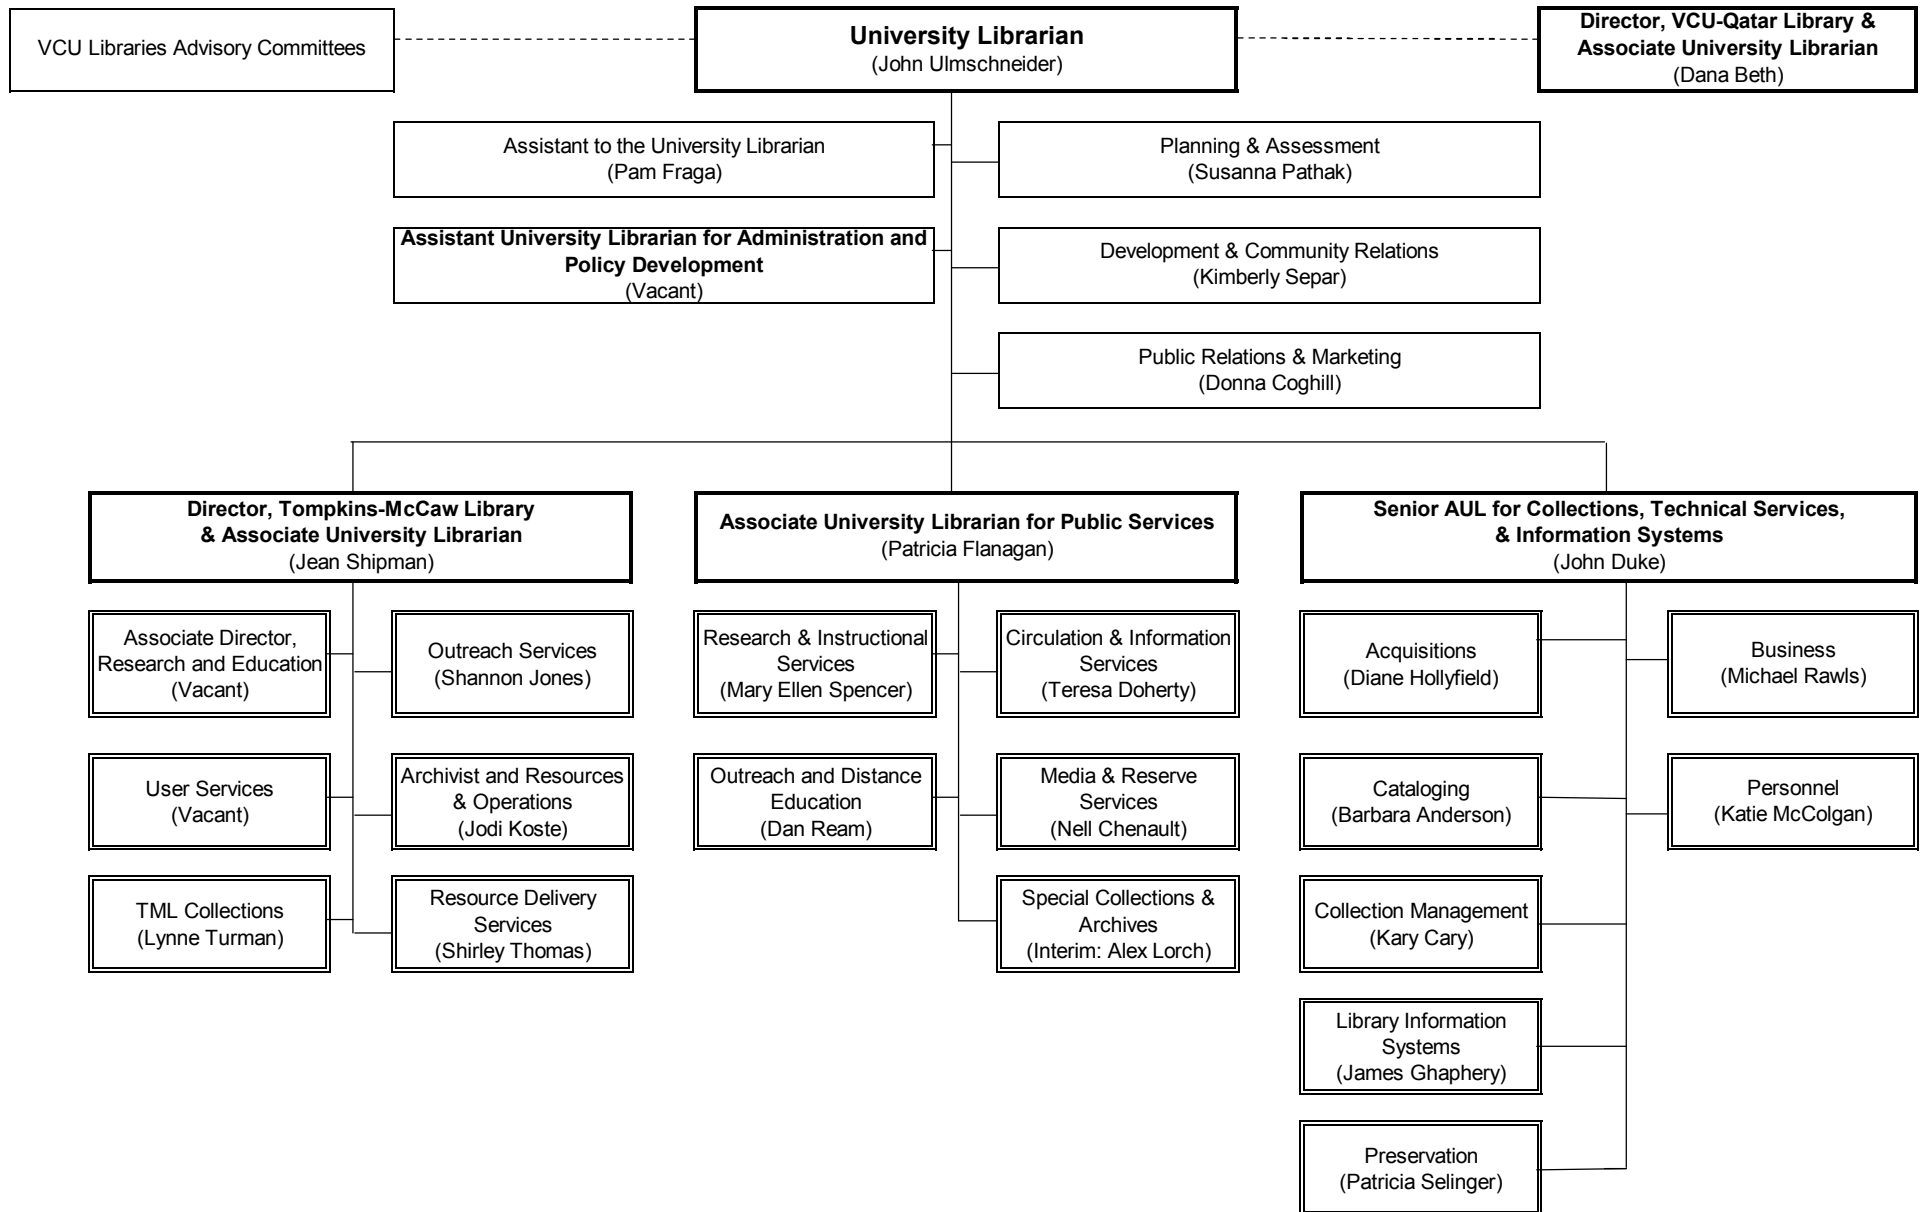 VCU Libraries Advisory Committees
University Librarian
(John Ulmschneider)
Director, VCU-Qatar Library &
Associate University Librarian
(Dana Beth)
Assistant to the University Librarian
(Pam Fraga)
Planning & Assessment
(Susanna Pathak)
Assistant University Librarian for Administration and
Policy Development
(Vacant)
Development & Community Relations
(Kimberly Separ)
Public Relations & Marketing
(Donna Coghill)
Director, Tompkins-McCaw Library
& Associate University Librarian
(Jean Shipman)
Associate University Librarian for Public Services
(Patricia Flanagan)
Senior AUL for Collections, Technical Services,
& Information Systems
(John Duke)
Associate Director,
Research and Education
(Vacant)
Outreach Services
(Shannon Jones)
Research & Instructional
Services
(Mary Ellen Spencer)
Circulation & Information
Services
(Teresa Doherty)
Acquisitions
(Diane Hollyfield)
Business
(Michael Rawls)
User Services
(Vacant)
Archivist and Resources
& Operations
(Jodi Koste)
Outreach and Distance
Education
(Dan Ream)
Media & Reserve
Services
(Nell Chenault)
Cataloging
(Barbara Anderson)
Personnel
(Katie McColgan)
TML Collections
(Lynne Turman)
Resource Delivery
Services
(Shirley Thomas)
Special Collections &
Archives
(Interim: Alex Lorch)
Collection Management
(Kary Cary)
Library Information
Systems
(James Ghaphery)
Preservation
(Patricia Selinger)